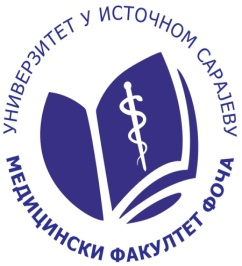 УНИВЕРЗИТЕТ У ИСТОЧНОМ САРАЈЕВУ
МЕДИЦИНСКИ ФАКУЛТЕТ ФОЧА